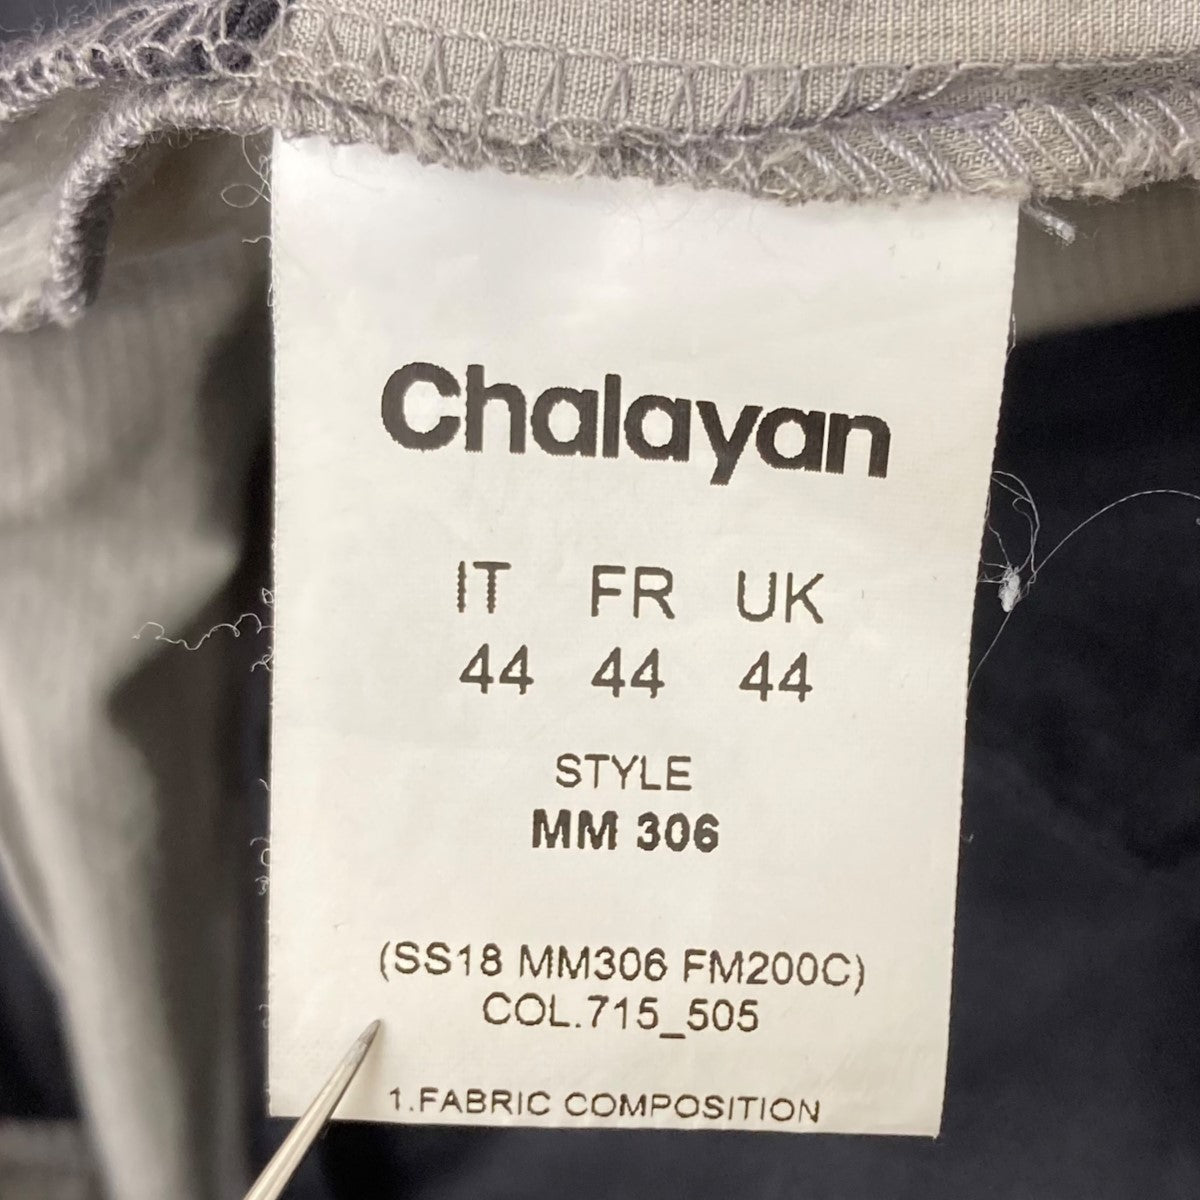 Chalayan
IT FR UK
44 44 44
STYLE
MM 306
(SS18 MM306 FM200C)
COL.715_505
1.FABRIC COMPOSITION